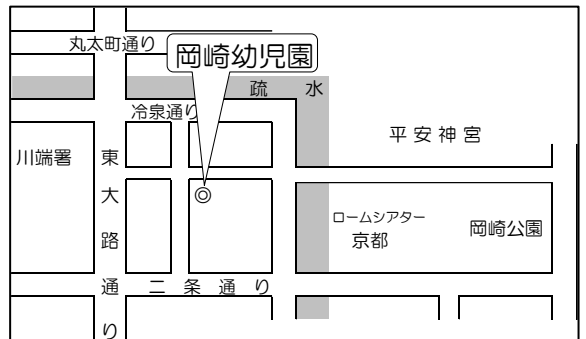 丸太町通り
岡崎幼児園
疏水
冷泉通り
平安神宮
川端署
東大路通り
ロームシアター
京都
岡崎公園
二条通り